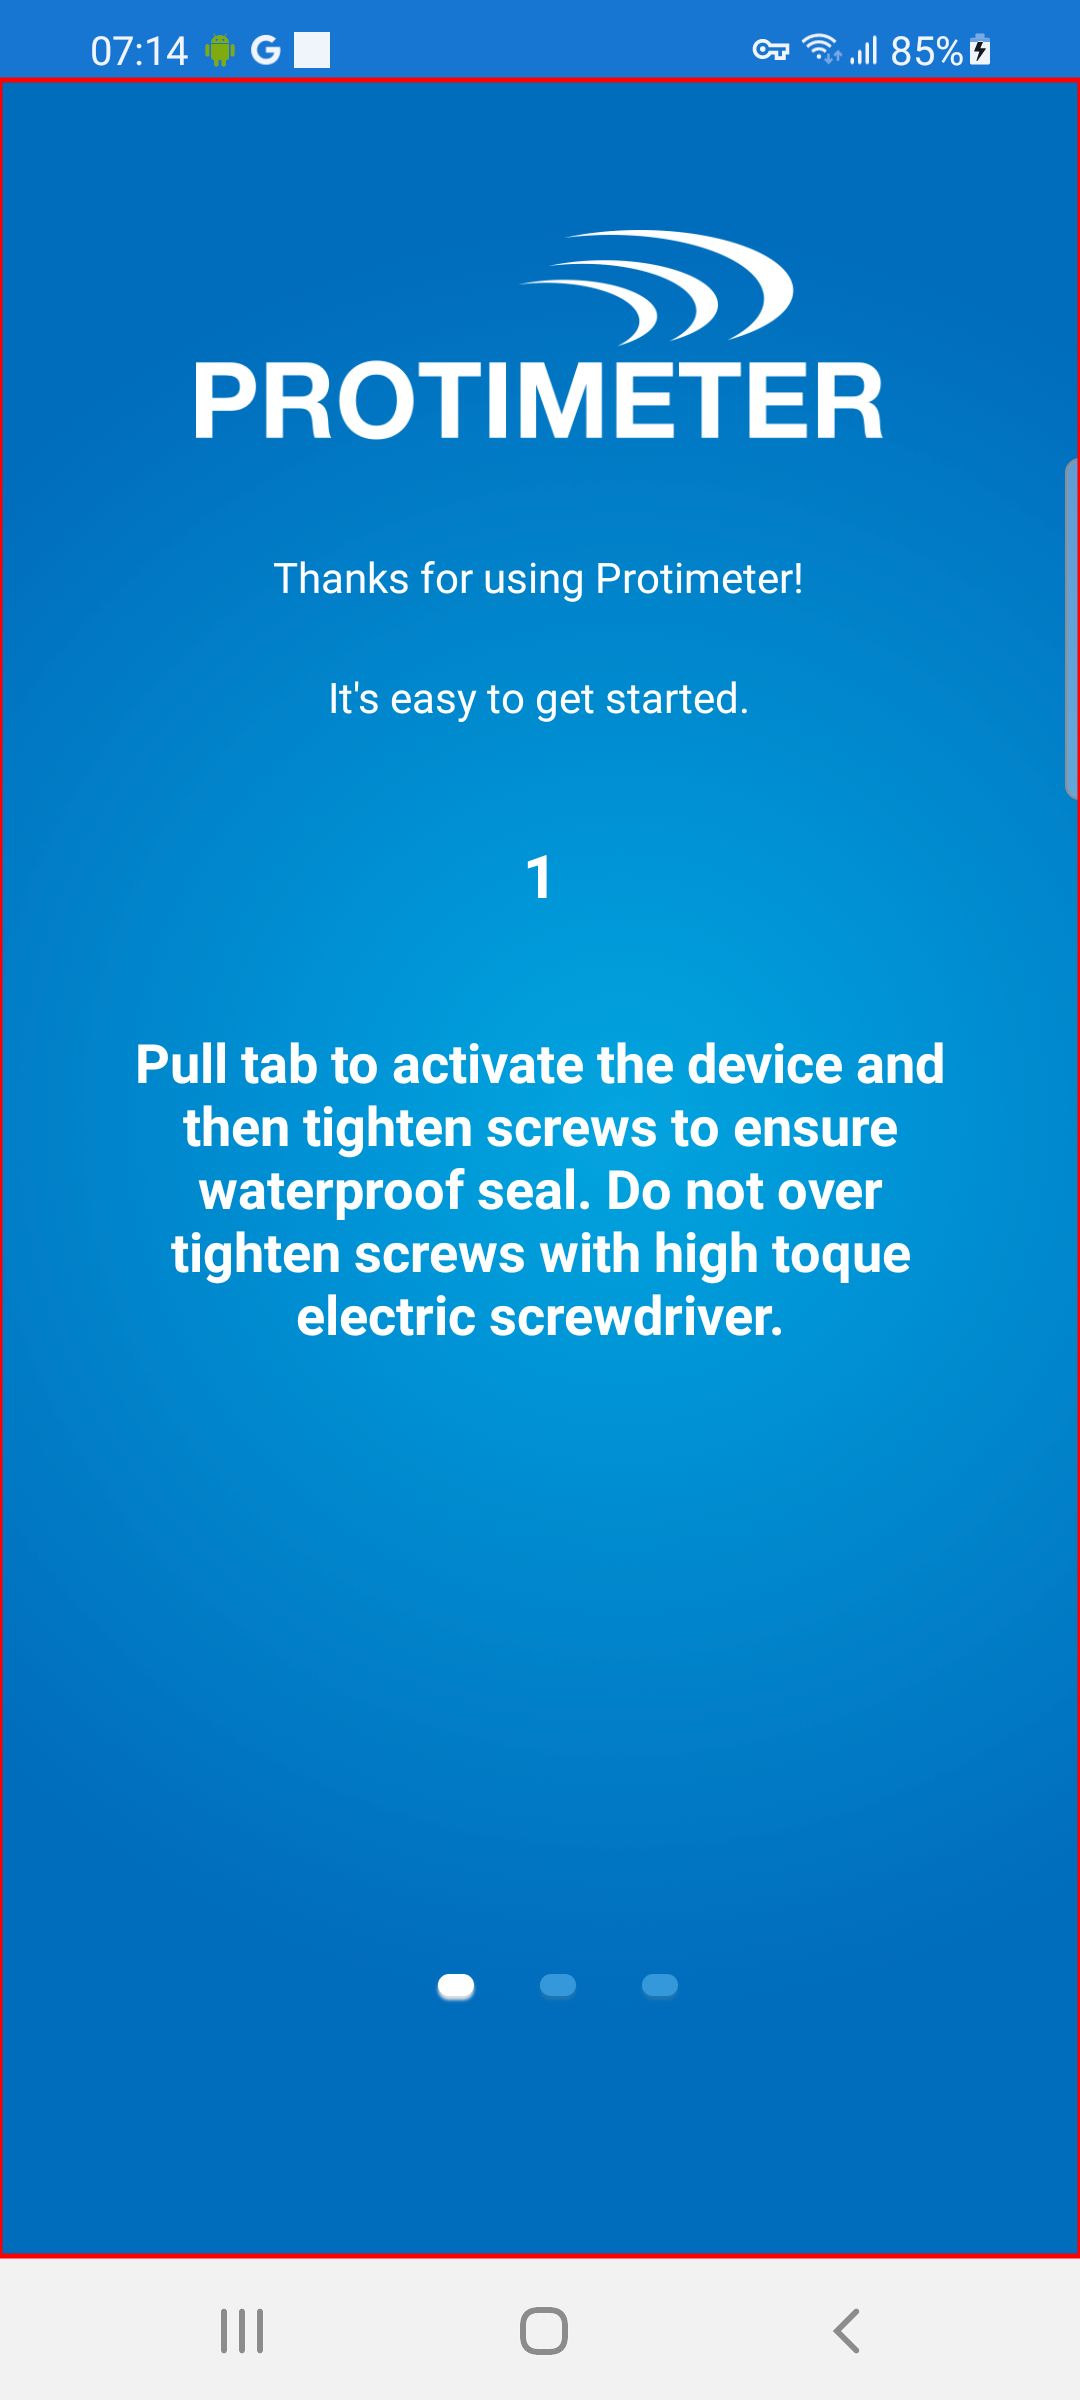 07:14 G 85%
PROTIMETER
Thanks for using Protimeter!
It's easy to get started.
1
Pull tab to activate the device and
then tighten screws to ensure
waterproof seal. Do not over
tighten screws with high toque
electric screwdriver.